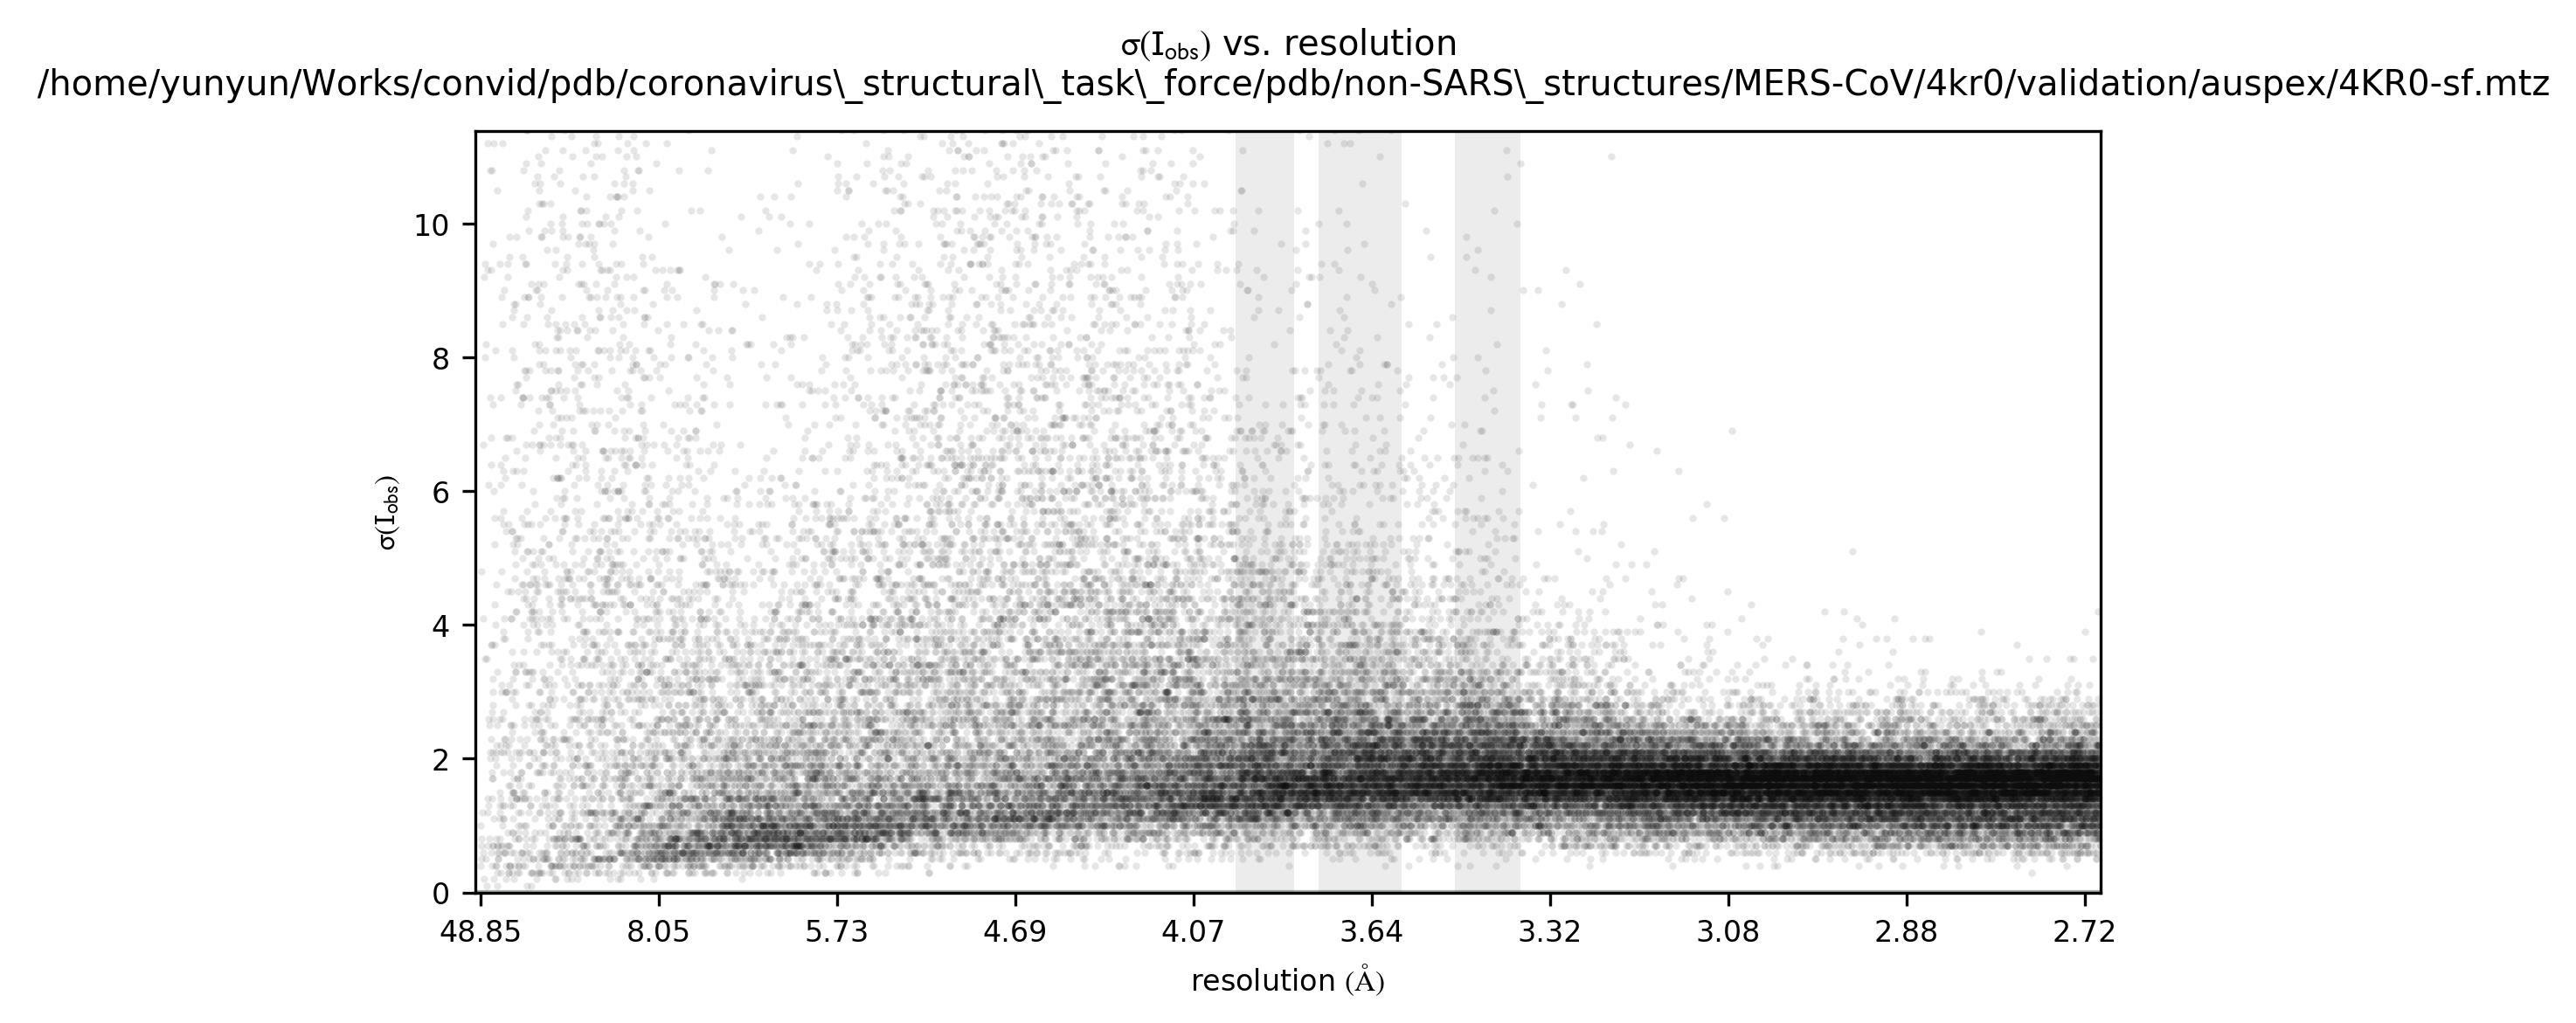 σ(I_obs) vs. resolution
/home/yunyun/Works/convid/pdb/coronavirus\_structural\_task\_force/pdb/non-SARS\_structures/MERS-CoV/4kr0/validation/auspex/4KR0-sf.mtz
σ(I_obs)
10
8
6
4
2
0
48.85 8.05 5.73 4.69 4.07 3.64 3.32 3.08 2.88 2.72
resolution (Å)